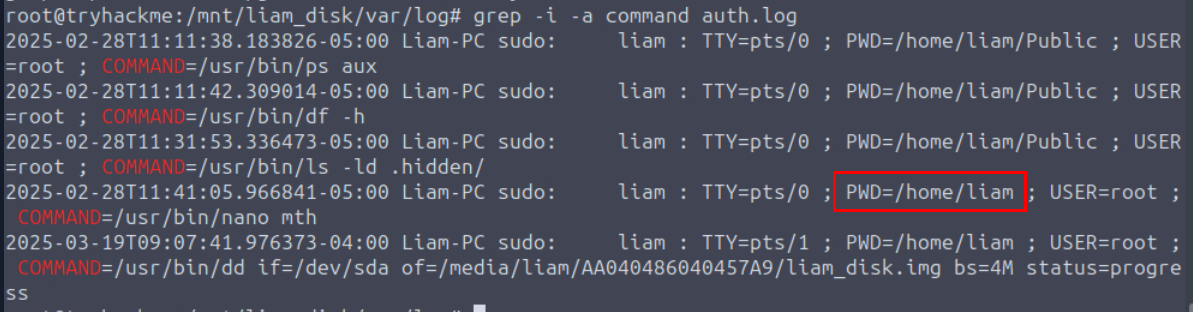 root@tryhackme:/mnt/liam_disk/var/log# grep -i -a command auth.log
2025-02-28T11:11:38.183826-05:00 Liam-PC sudo:     liam : TTY=pts/0 ; PWD=/home/liam/Public ; USER
=root ; COMMAND=/usr/bin/ps aux
2025-02-28T11:11:42.309014-05:00 Liam-PC sudo:     liam : TTY=pts/0 ; PWD=/home/liam/Public ; USER
=root ; COMMAND=/usr/bin/df -h
2025-02-28T11:31:53.336473-05:00 Liam-PC sudo:     liam : TTY=pts/0 ; PWD=/home/liam/Public ; USER
=root ; COMMAND=/usr/bin/ls -ld .hidden/
2025-02-28T11:41:05.966841-05:00 Liam-PC sudo:     liam : TTY=pts/0 ; PWD=/home/liam ; USER=root ;
 COMMAND=/usr/bin/nano mth
2025-03-19T09:07:41.976373-04:00 Liam-PC sudo:     liam : TTY=pts/1 ; PWD=/home/liam ; USER=root ;
 COMMAND=/usr/bin/dd if=/dev/sda of=/media/liam/AA040486040457A9/liam_disk.img bs=4M status=progre
ss